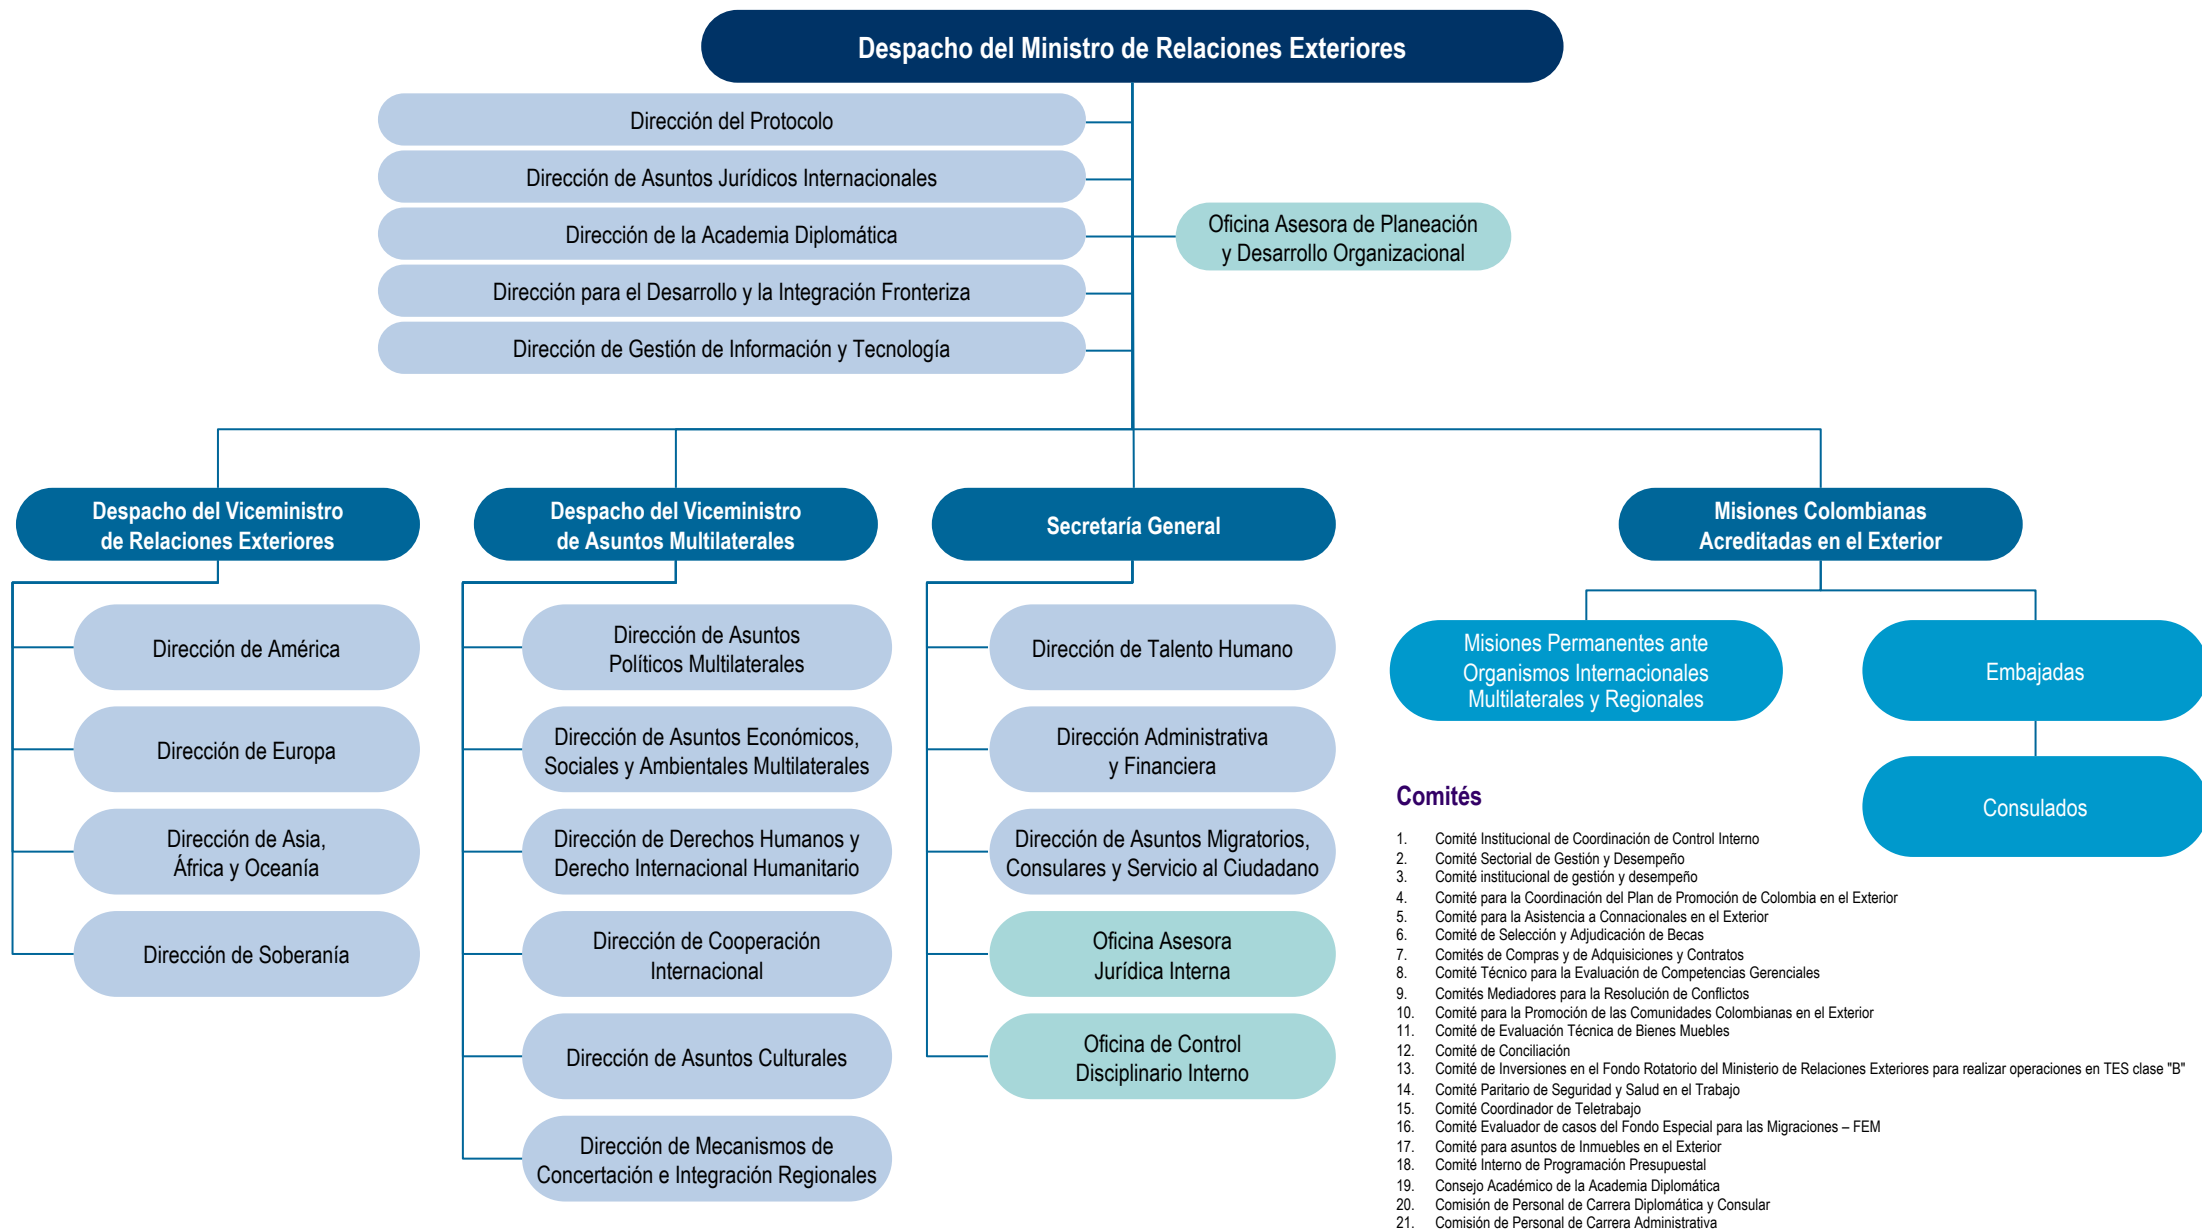 Despacho del Ministro de Relaciones Exteriores
Dirección del Protocolo
Dirección de Asuntos Jurídicos Internacionales
Dirección de la Academia Diplomática
Dirección para el Desarrollo y la Integración Fronteriza
Dirección de Gestión de Información y Tecnología
Oficina Asesora de Planeación
y Desarrollo Organizacional
Despacho del Viceministro
de Relaciones Exteriores
Dirección de América
Dirección de Europa
Dirección de Asia,
África y Oceanía
Dirección de Soberanía
Despacho del Viceministro
de Asuntos Multilaterales
Dirección de Asuntos
Políticos Multilaterales
Dirección de Asuntos Económicos,
Sociales y Ambientales Multilaterales
Dirección de Derechos Humanos y
Derecho Internacional Humanitario
Dirección de Cooperación
Internacional
Dirección de Asuntos Culturales
Dirección de Mecanismos de
Concertación e Integración Regionales
Secretaría General
Dirección de Talento Humano
Dirección Administrativa
y Financiera
Dirección de Asuntos Migratorios,
Consulares y Servicio al Ciudadano
Oficina Asesora
Jurídica Interna
Oficina de Control
Disciplinario Interno
Misiones Colombianas
Acreditadas en el Exterior
Misiones Permanentes ante
Organismos Internacionales
Multilaterales y Regionales
Embajadas
Consulados
Comités
1. Comité Institucional de Coordinación de Control Interno
2. Comité Sectorial de Gestión y Desempeño
3. Comité institucional de gestión y desempeño
4. Comité para la Coordinación del Plan de Promoción de Colombia en el Exterior
5. Comité para la Asistencia a Connacionales en el Exterior
6. Comité de Selección y Adjudicación de Becas
7. Comités de Compras y de Adquisiciones y Contratos
8. Comité Técnico para la Evaluación de Competencias Gerenciales
9. Comités Mediadores para la Resolución de Conflictos
10. Comité para la Promoción de las Comunidades Colombianas en el Exterior
11. Comité de Evaluación Técnica de Bienes Muebles
12. Comité de Conciliación
13. Comité de Inversiones en el Fondo Rotatorio del Ministerio de Relaciones Exteriores para realizar operaciones en TES clase "B"
14. Comité Paritario de Seguridad y Salud en el Trabajo
15. Comité Coordinador de Teletrabajo
16. Comité Evaluador de casos del Fondo Especial para las Migraciones – FEM
17. Comité para asuntos de Inmuebles en el Exterior
18. Comité Interno de Programación Presupuestal
19. Consejo Académico de la Academia Diplomática
20. Comisión de Personal de Carrera Diplomática y Consular
21. Comisión de Personal de Carrera Administrativa